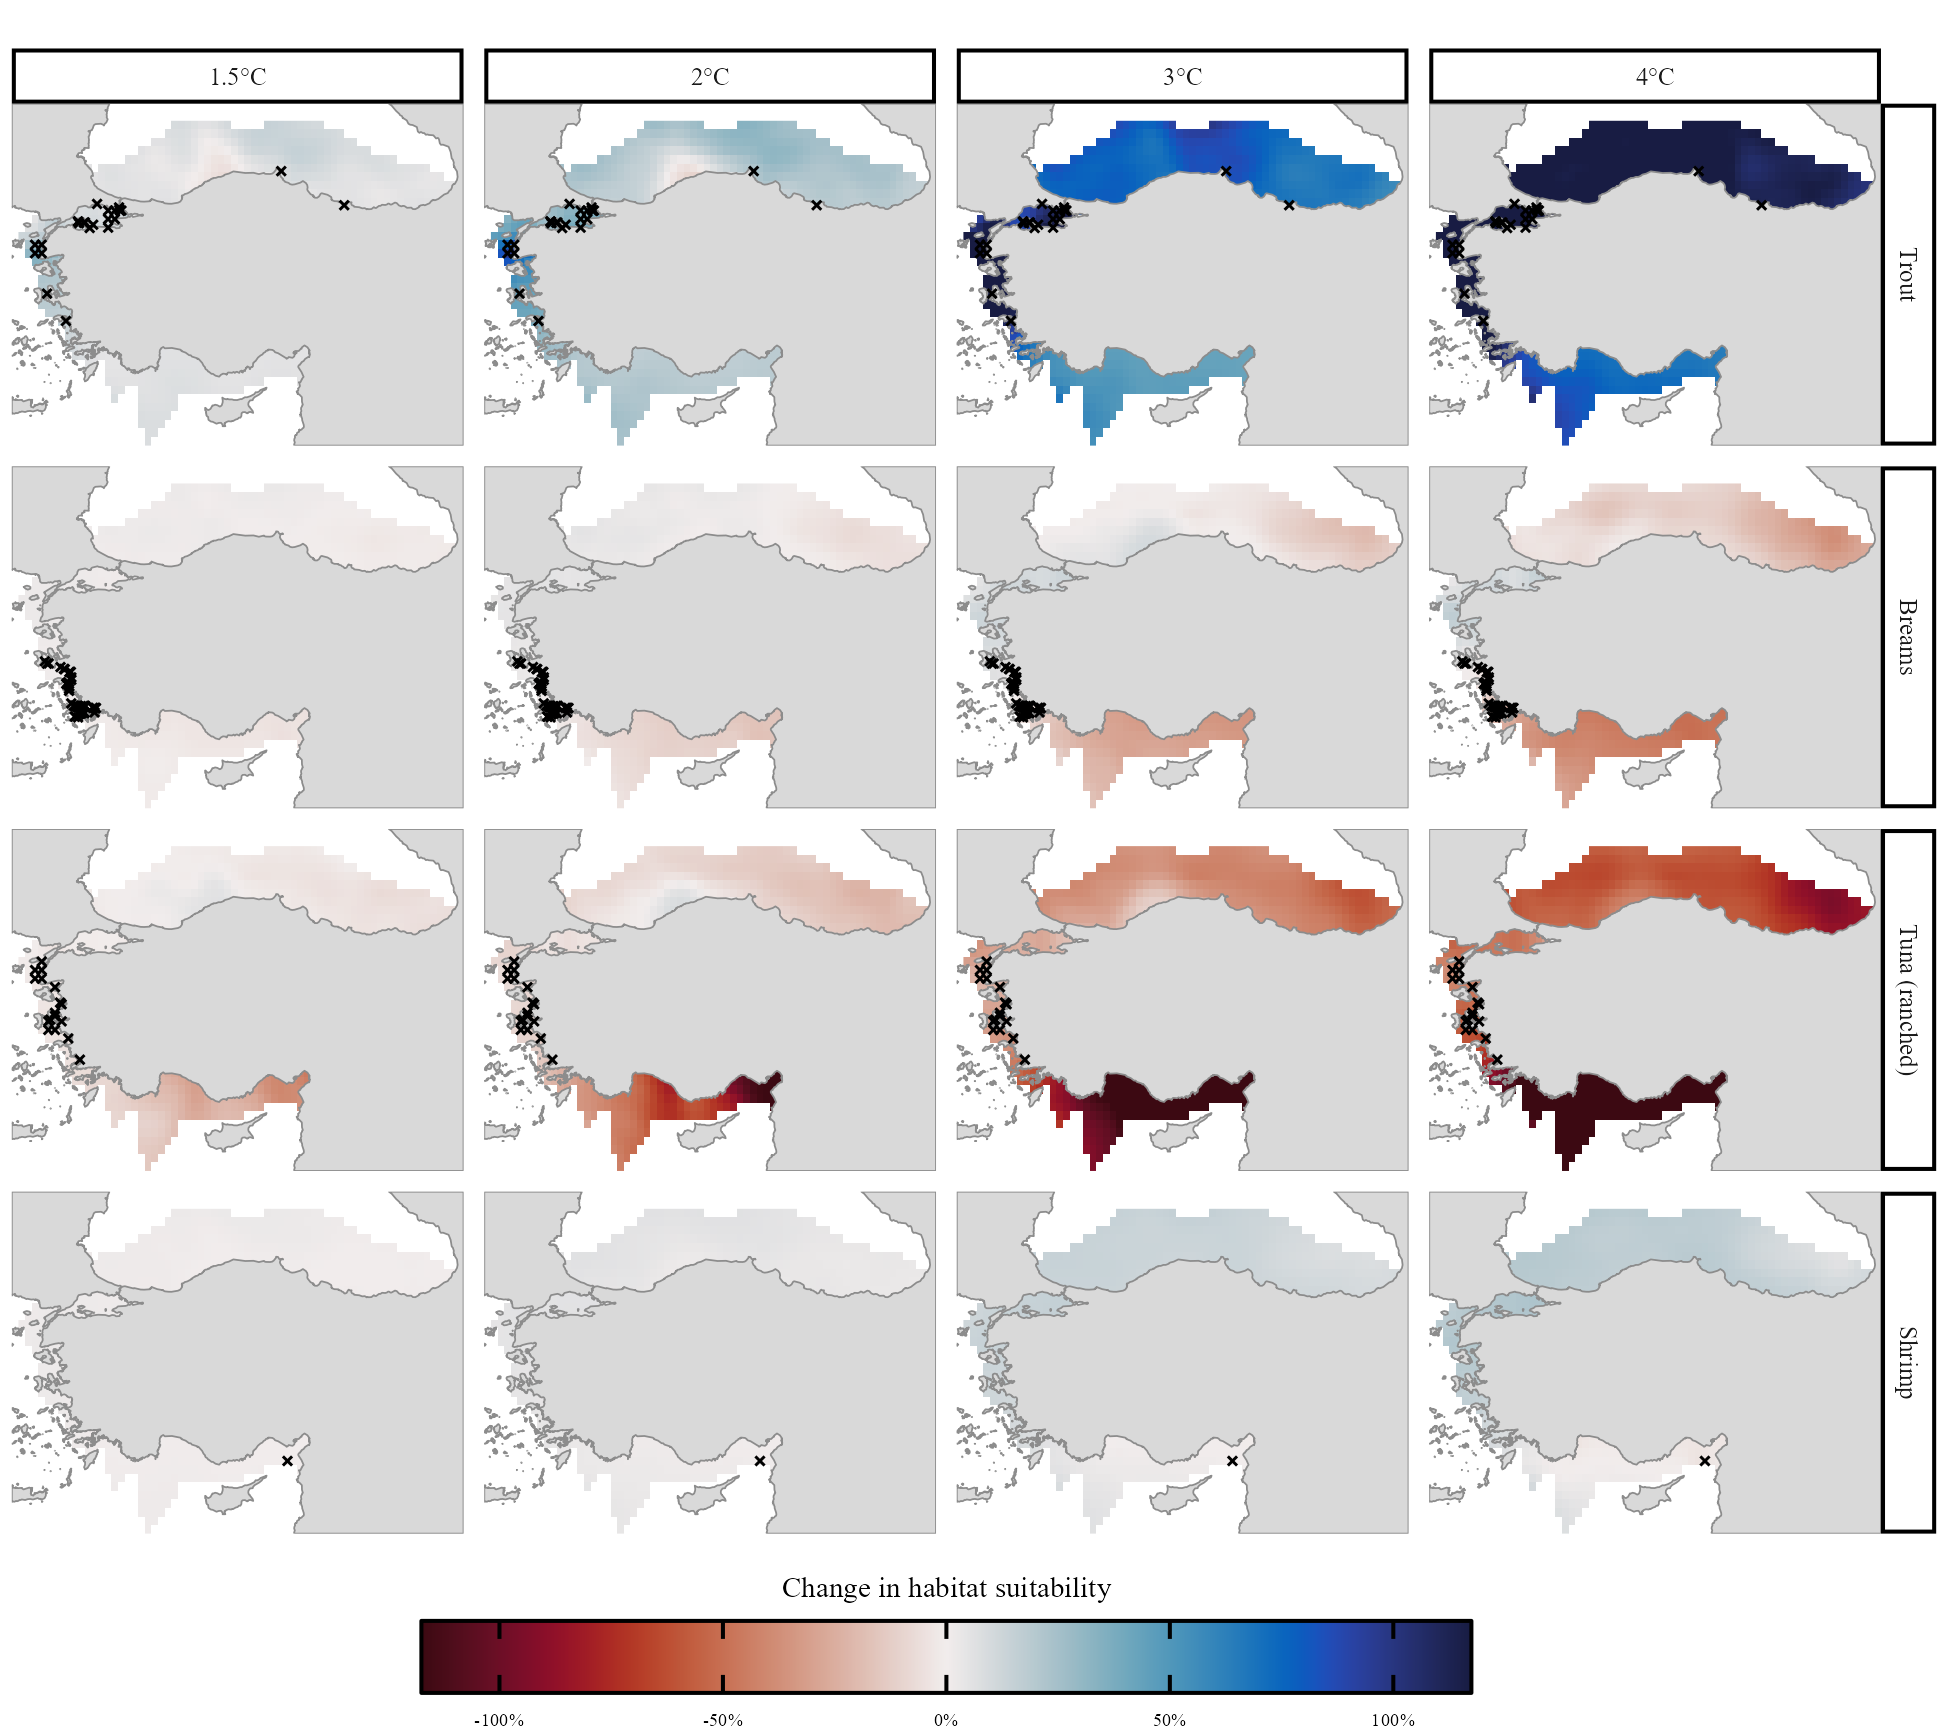 1.5°C
2°C
3°C
4°C
Trout
Breams
Tuna (ranched)
Shrimp
Change in habitat suitability
-100%
-50%
0%
50%
100%